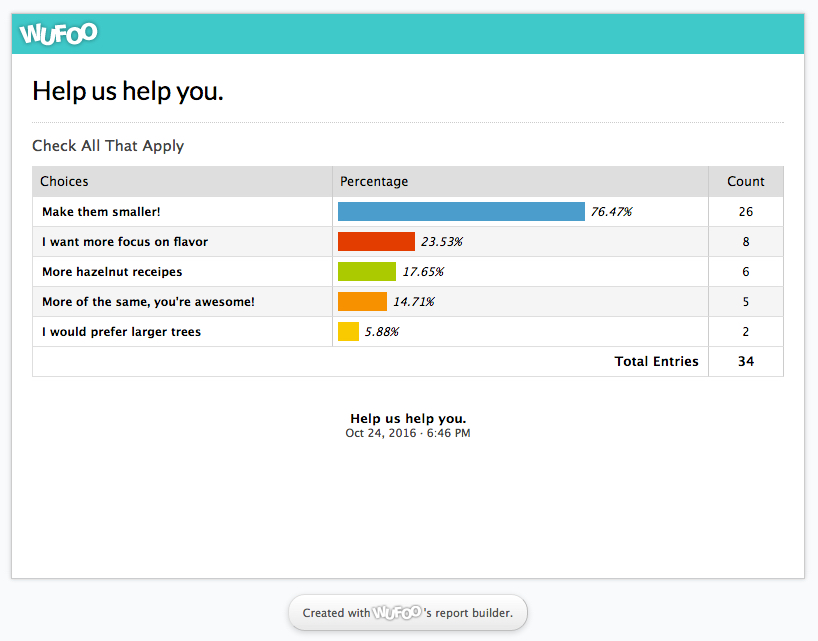 WUFOO
Help us help you.
Check All That Apply
Choices Percentage Count
Make them smaller! 76.47% 26
I want more focus on flavor 23.53% 8
More hazelnut receipes 17.65% 6
More of the same, you're awesome! 14.71% 5
I would prefer larger trees 5.88% 2
Total Entries 34
Help us help you.
Oct 24, 2016 · 6:46 PM
Created with WUFOO's report builder.